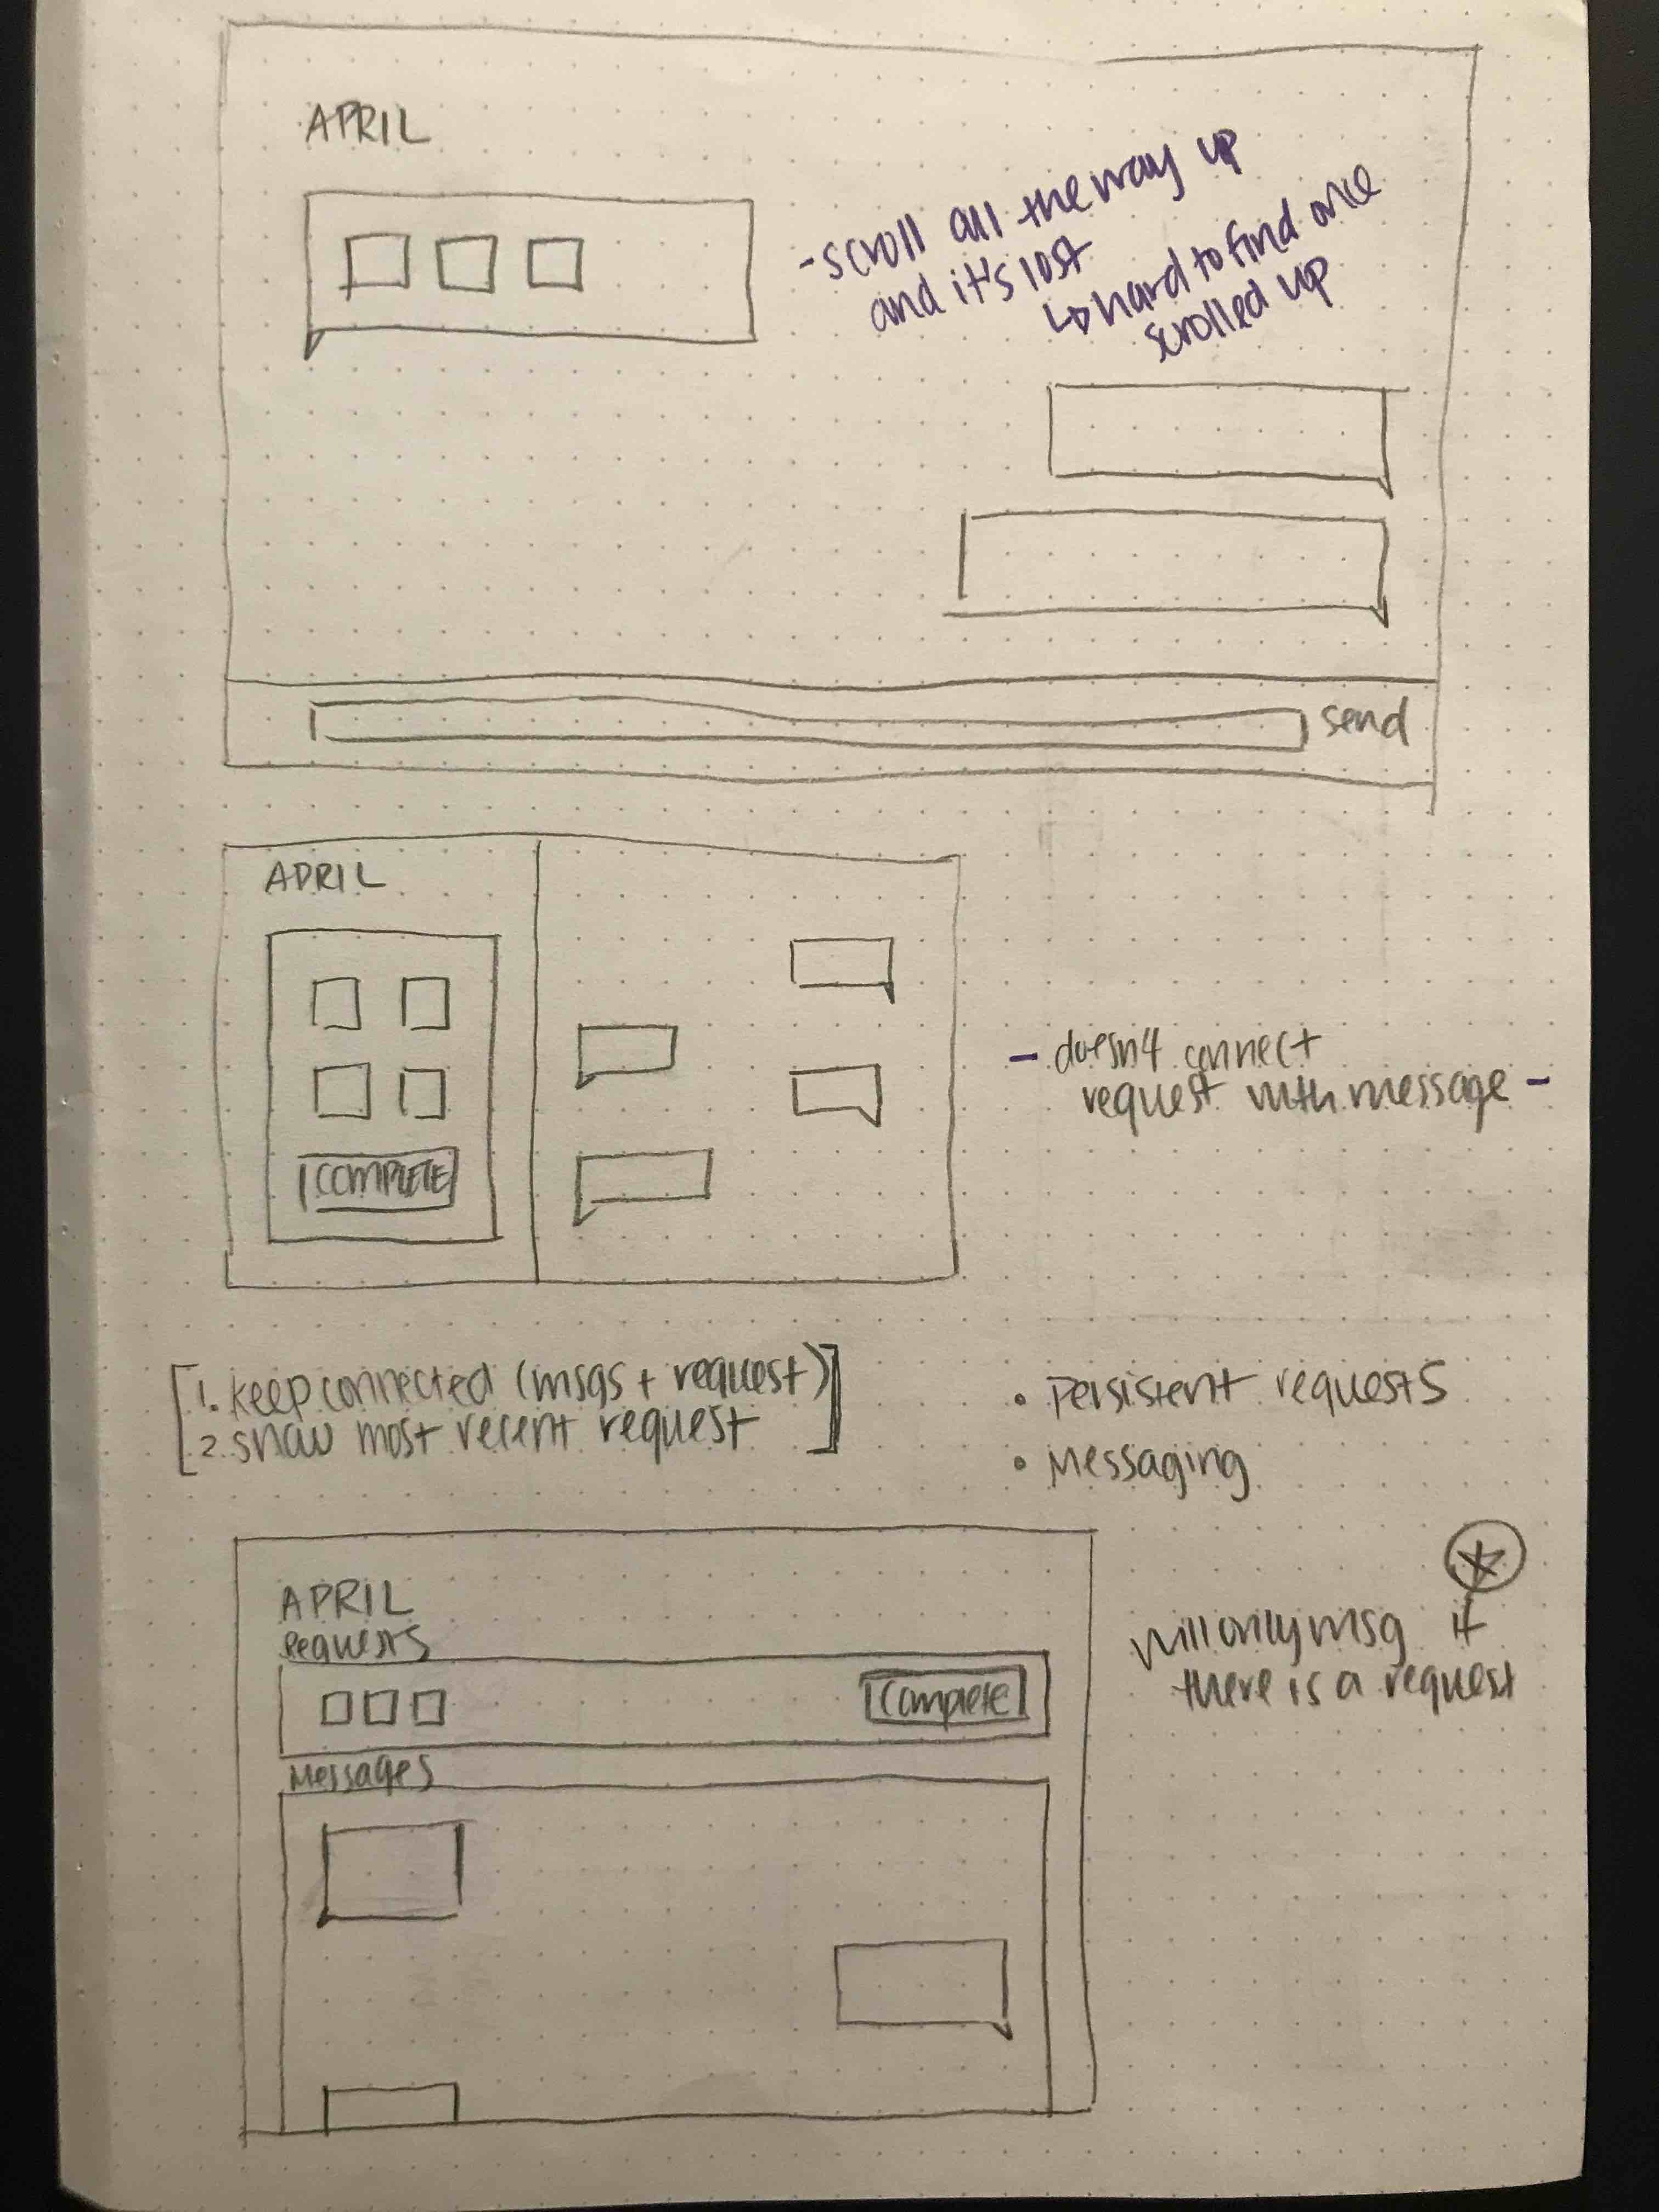 APRIL
- scroll all the way up
and it's lost
↳ hard to find once
scrolled up
send
APRIL
COMPLETE
- doesn't connect
request with message -
[1. keep connected (msgs + request)]
2. show most recent request
• Persistent requests
• Messaging
APRIL
Requests
Complete
Messages
will only msg if
there is a request